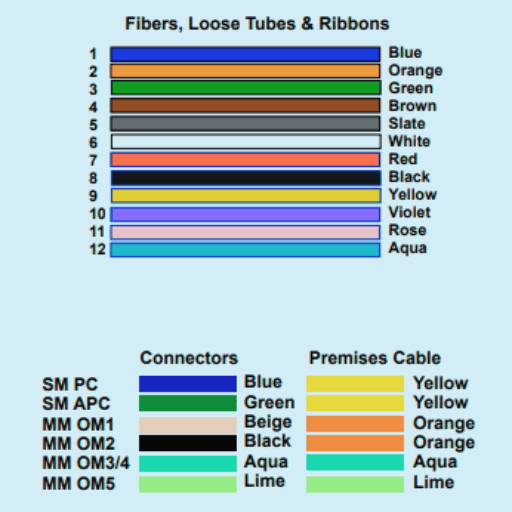 Fibers, Loose Tubes & Ribbons
1 Blue
2 Orange
3 Green
4 Brown
5 Slate
6 White
7 Red
8 Black
9 Yellow
10 Violet
11 Rose
12 Aqua
Connectors Premises Cable
SM PC Blue Yellow
SM APC Green Yellow
MM OM1 Beige Orange
MM OM2 Black Orange
MM OM3/4 Aqua Aqua
MM OM5 Lime Lime